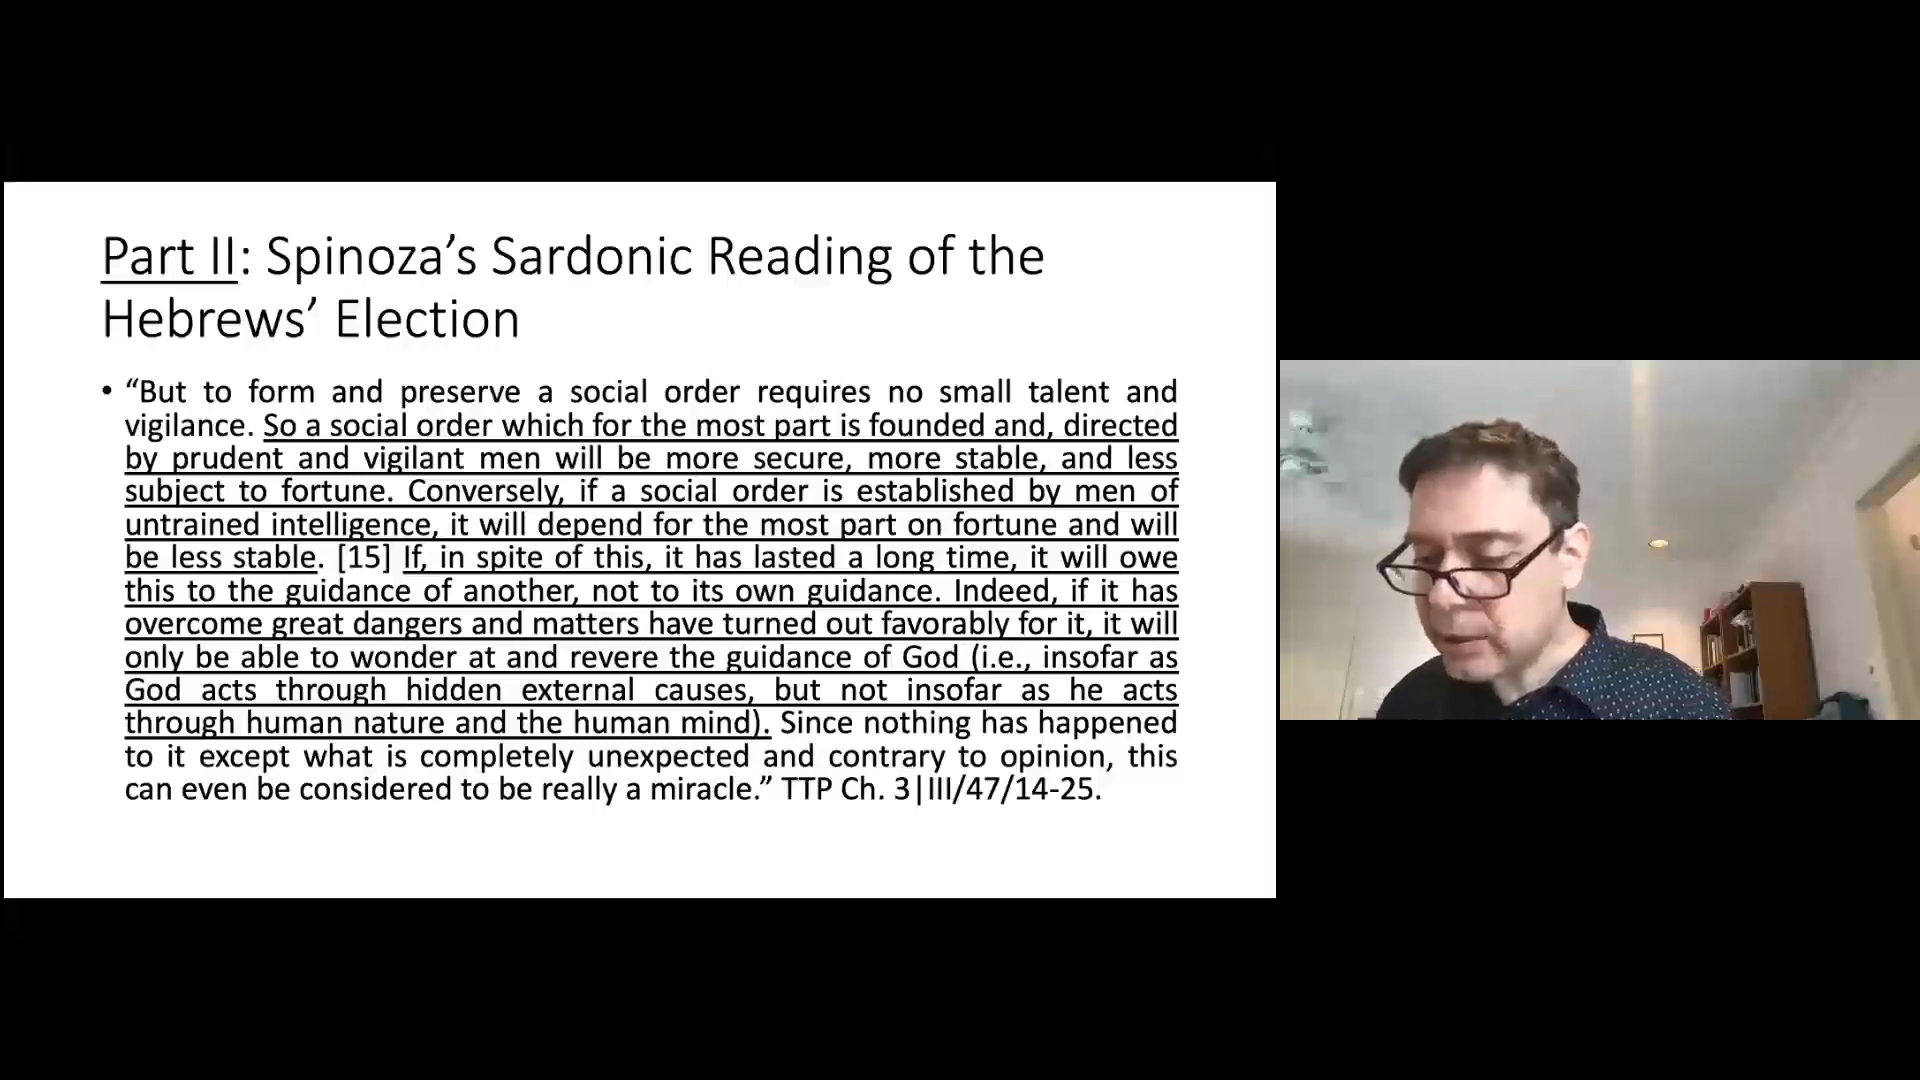 Part II: Spinoza’s Sardonic Reading of the
Hebrews’ Election
• “But to form and preserve a social order requires no small talent and
vigilance. So a social order which for the most part is founded and, directed
by prudent and vigilant men will be more secure, more stable, and less
subject to fortune. Conversely, if a social order is established by men of
untrained intelligence, it will depend for the most part on fortune and will
be less stable. [15] If, in spite of this, it has lasted a long time, it will owe
this to the guidance of another, not to its own guidance. Indeed, if it has
overcome great dangers and matters have turned out favorably for it, it will
only be able to wonder at and revere the guidance of God (i.e., insofar as
God acts through hidden external causes, but not insofar as he acts
through human nature and the human mind). Since nothing has happened
to it except what is completely unexpected and contrary to opinion, this
can even be considered to be really a miracle.” TTP Ch. 3|III/47/14-25.